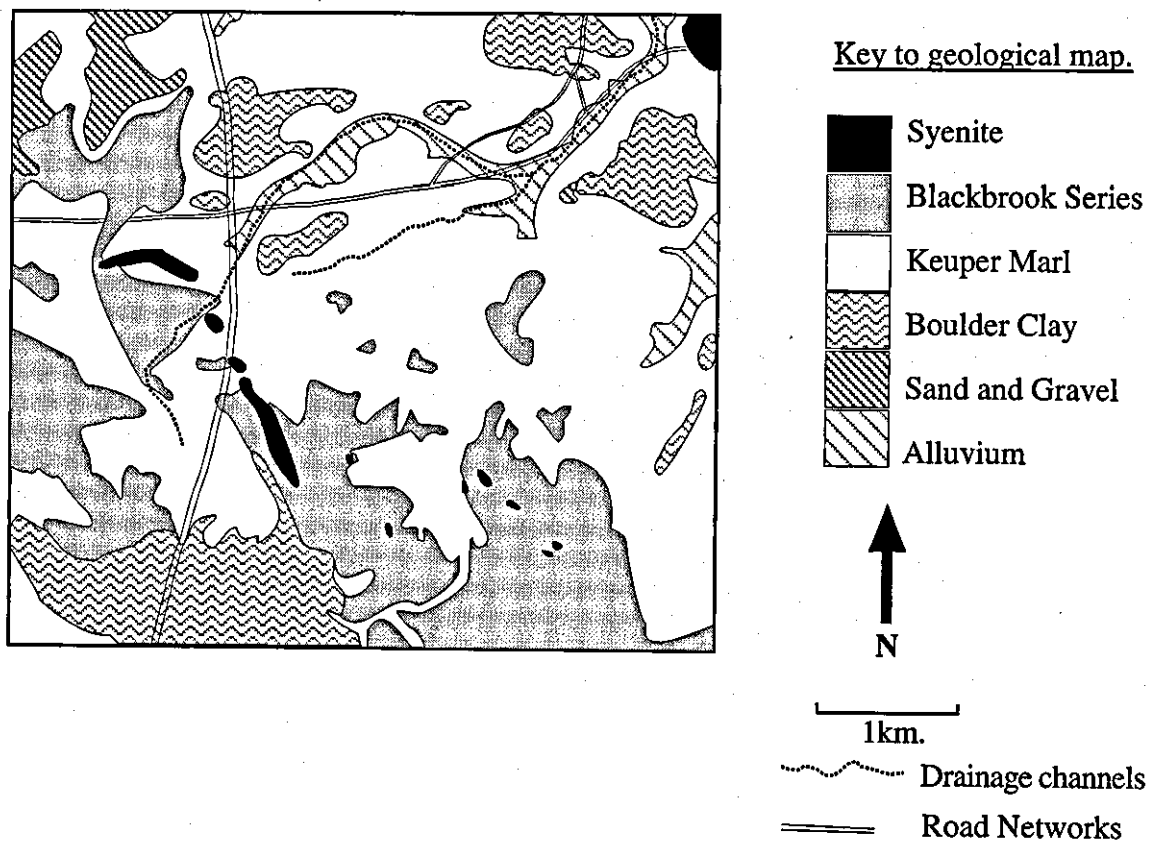 Key to geological map.
Syenite
Blackbrook Series
Keuper Marl
Boulder Clay
Sand and Gravel
Alluvium
N
1km.
Drainage channels
Road Networks